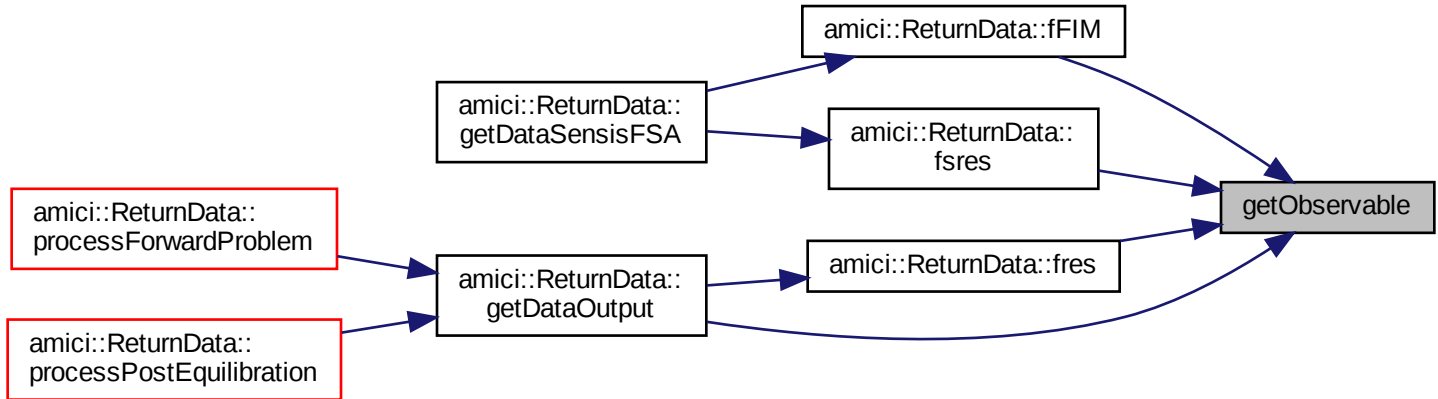 amici::ReturnData::fFIM
amici::ReturnData::
getDataSensisFSA
amici::ReturnData::
fsres
amici::ReturnData::
processForwardProblem
getObservable
amici::ReturnData::fres
amici::ReturnData::
getDataOutput
amici::ReturnData::
processPostEquilibration